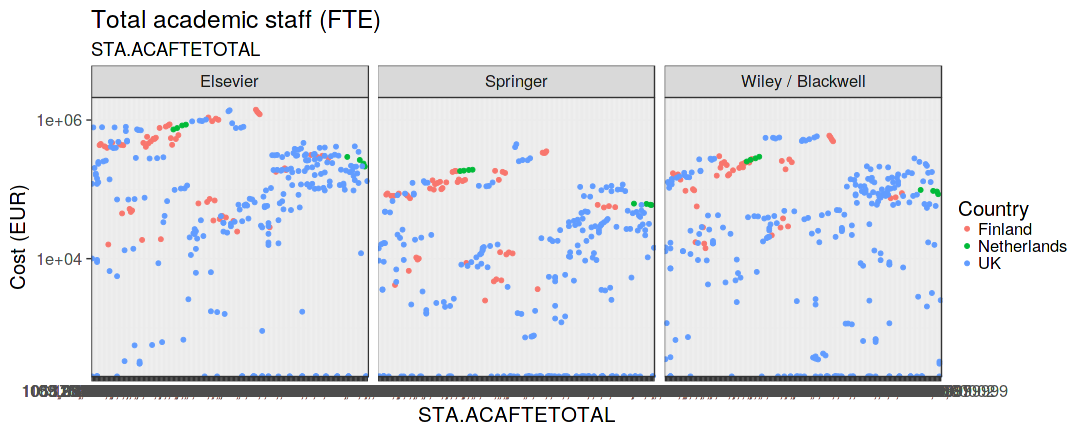 Total academic staff (FTE)
STA.ACAFTETOTAL
Elsevier
Springer
Wiley / Blackwell
1e+06
1e+04
Cost (EUR)
STA.ACAFTETOTAL
Country
Finland
Netherlands
UK